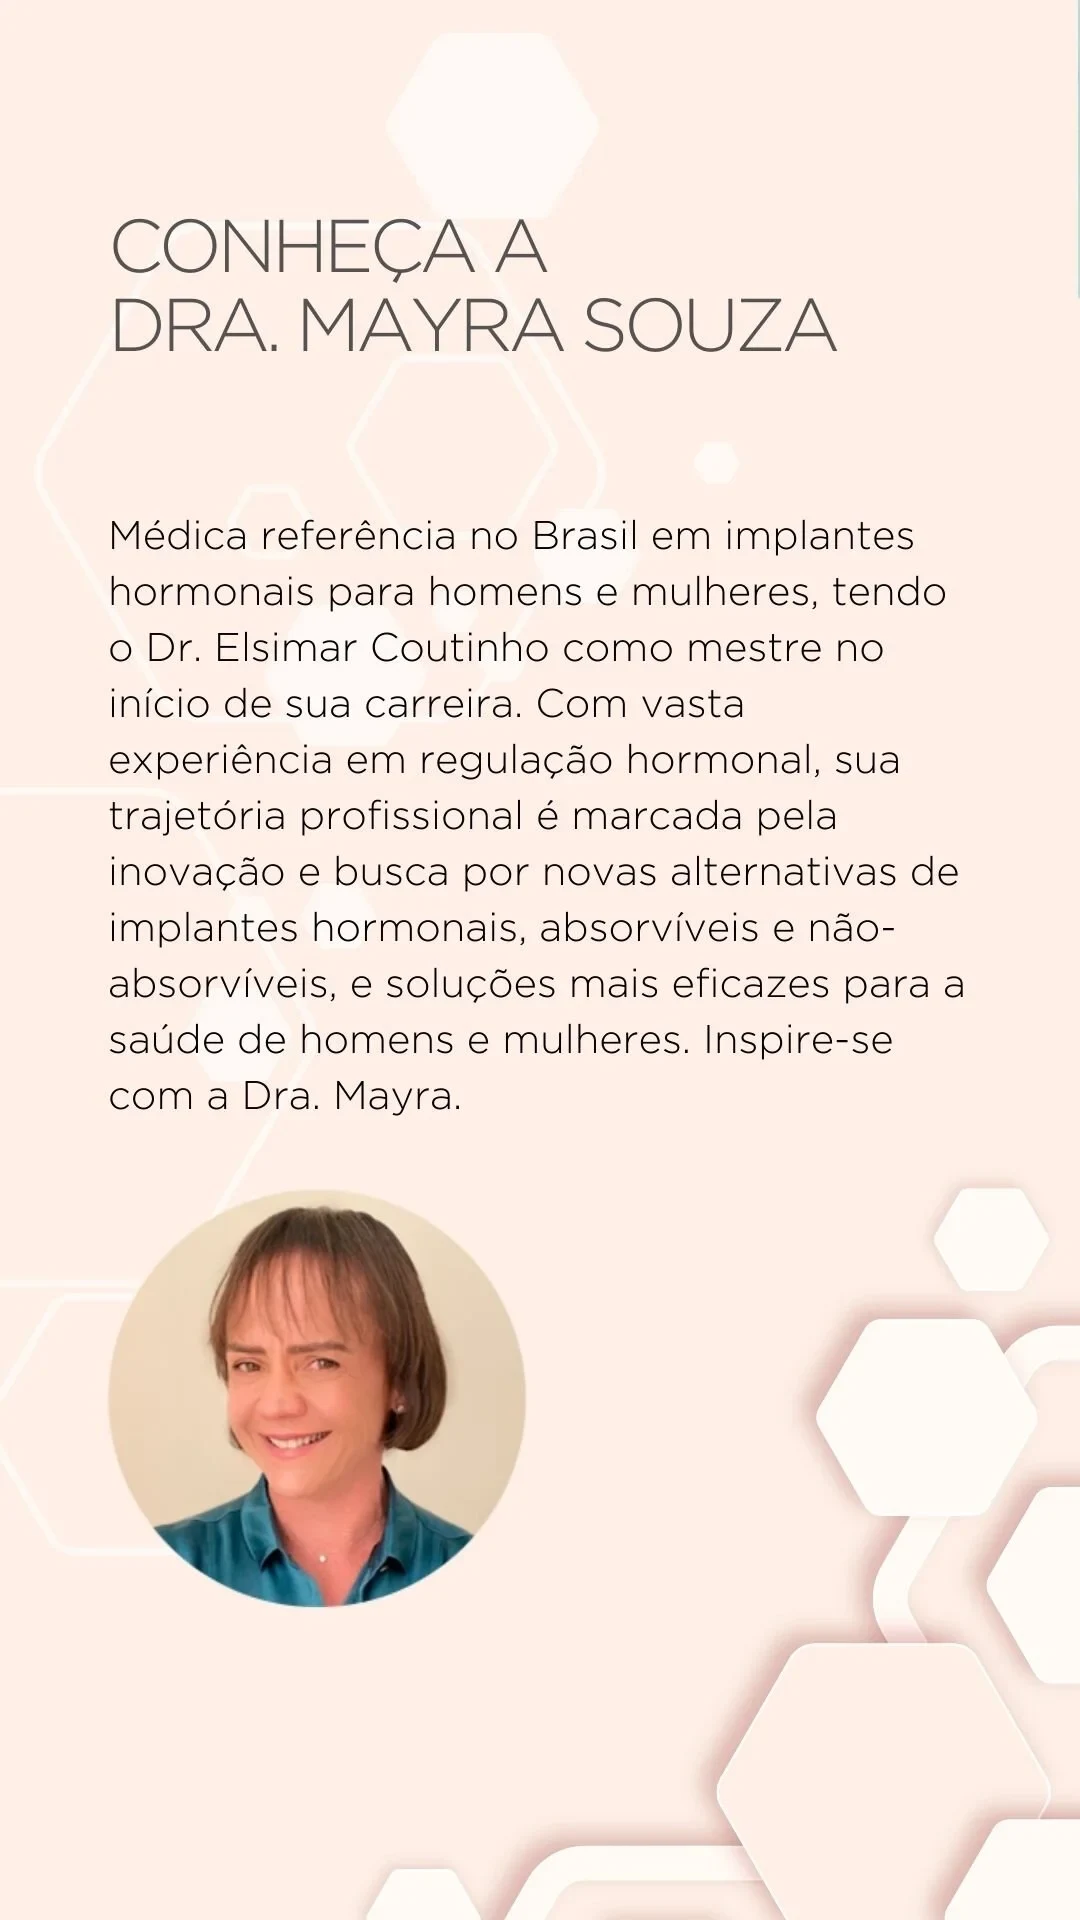 CONHEÇA A
DRA. MAYRA SOUZA
Médica referência no Brasil em implantes
hormonais para homens e mulheres, tendo
o Dr. Elsimar Coutinho como mestre no
início de sua carreira. Com vasta
experiência em regulação hormonal, sua
trajetória profissional é marcada pela
inovação e busca por novas alternativas de
implantes hormonais, absorvíveis e não-
absorvíveis, e soluções mais eficazes para a
saúde de homens e mulheres. Inspire-se
com a Dra. Mayra.